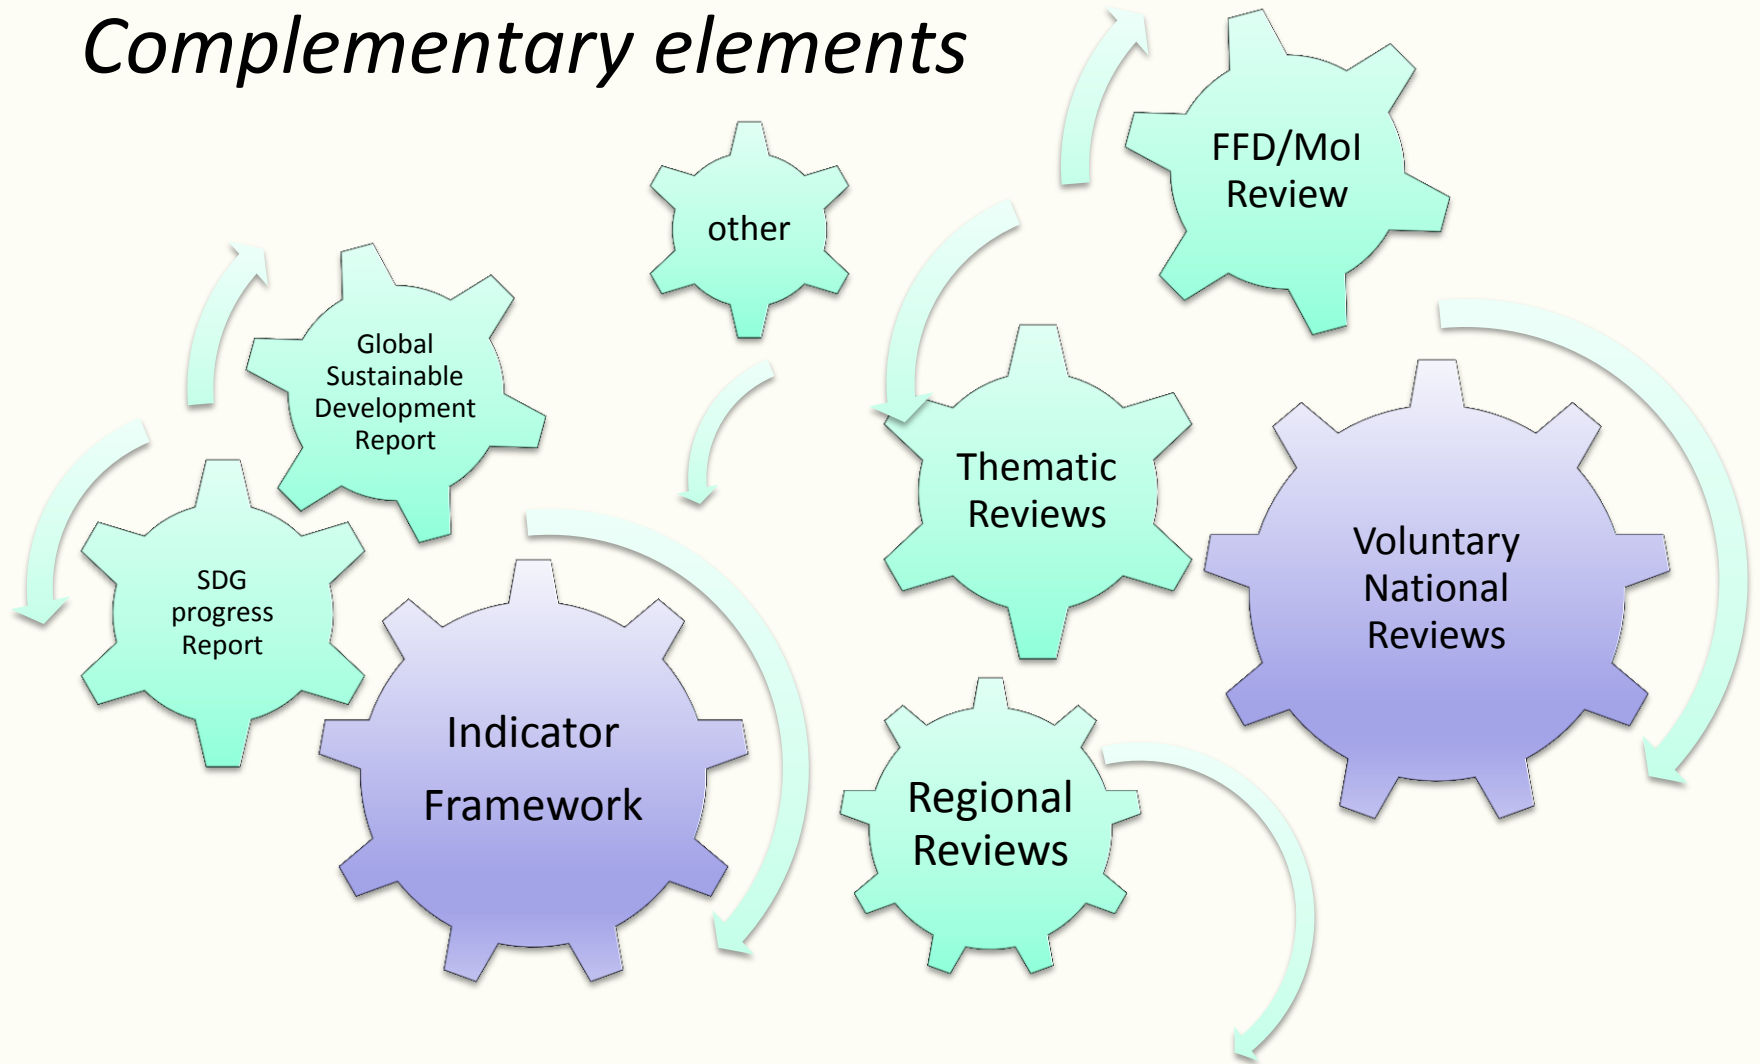 Complementary elements
FFD/MoI
Review
other
Global
Sustainable
Development
Report
Thematic
Reviews
Voluntary
National
Reviews
SDG
progress
Report
Indicator
Framework
Regional
Reviews